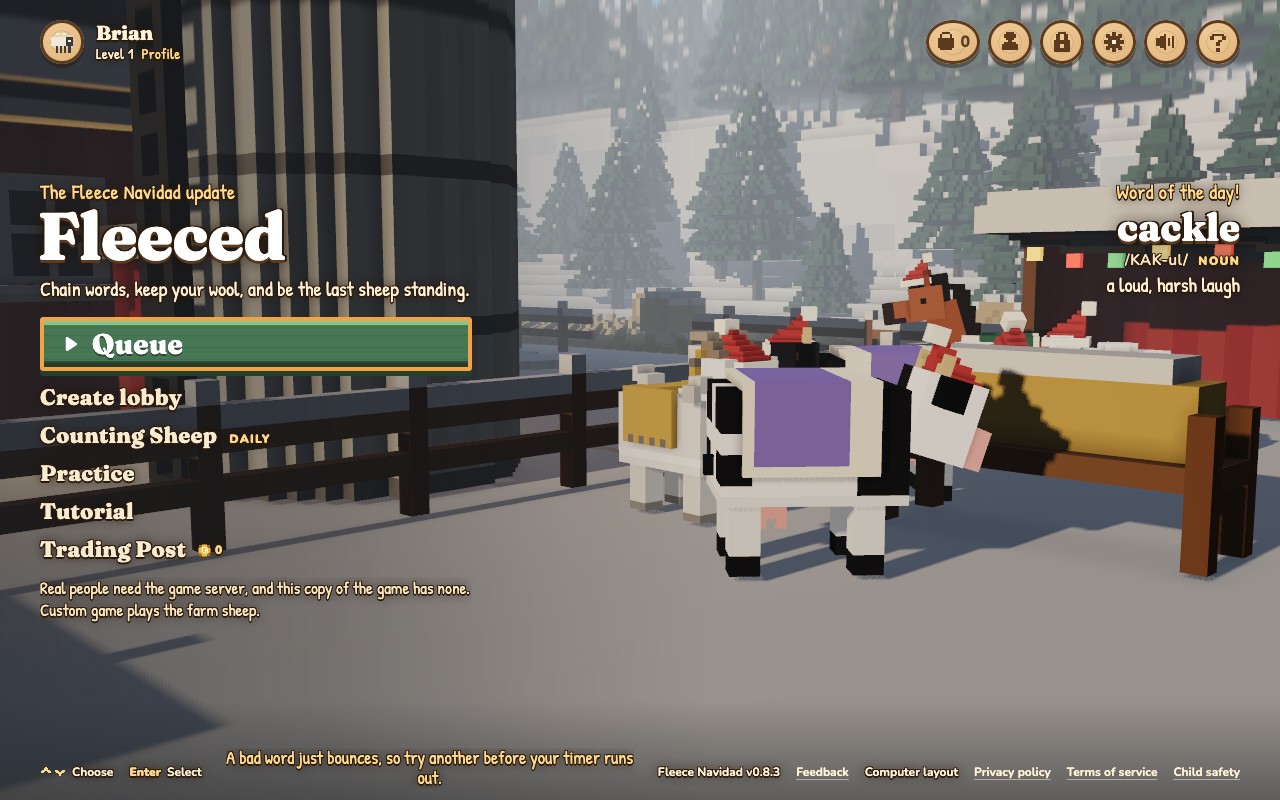 Brian
Level 1 Profile
0
The Fleece Navidad update
Fleeced
Chain words, keep your wool, and be the last sheep standing.
Queue
Create lobby
Counting Sheep DAILY
Practice
Tutorial
Trading Post 0
Real people need the game server, and this copy of the game has none.
Custom game plays the farm sheep.
Word of the day!
cackle
/KAK-ul/ NOUN
a loud, harsh laugh
Choose Enter Select
A bad word just bounces, so try another before your timer runs
out.
Fleece Navidad v0.8.3 Feedback Computer layout Privacy policy Terms of service Child safety